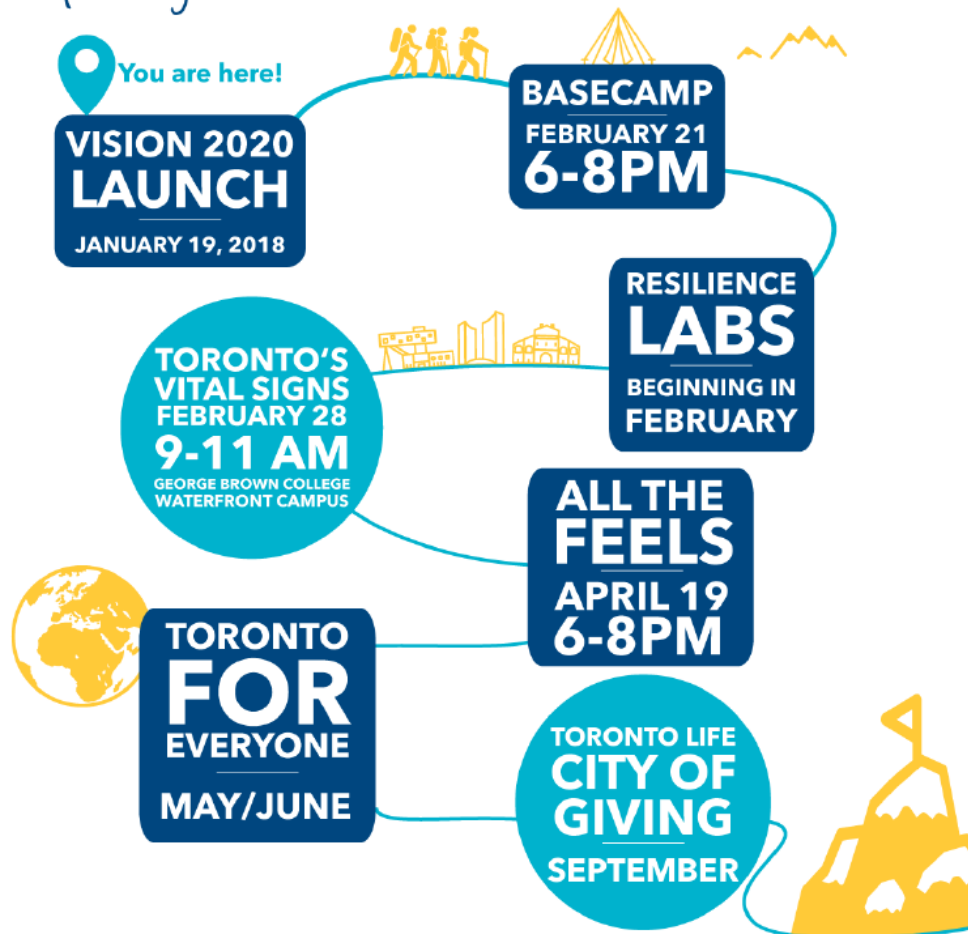 You are here!
VISION 2020
LAUNCH
JANUARY 19, 2018
BASECAMP
FEBRUARY 21
6-8PM
RESILIENCE
LABS
BEGINNING IN
FEBRUARY
TORONTO'S
VITAL SIGNS
FEBRUARY 28
9-11 AM
GEORGE BROWN COLLEGE
WATERFRONT CAMPUS
ALL THE
FEELS
APRIL 19
6-8PM
TORONTO
FOR
EVERYONE
MAY/JUNE
TORONTO LIFE
CITY OF
GIVING
SEPTEMBER